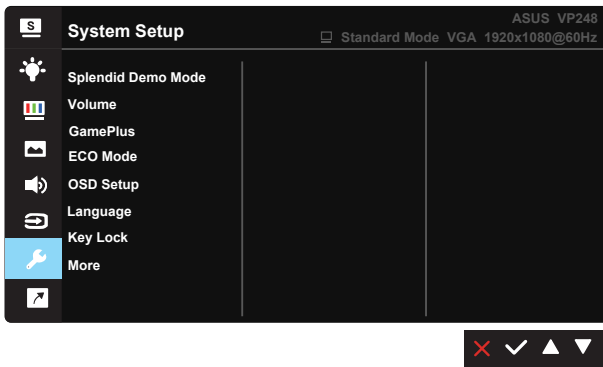 S
System Setup
ASUS VP248
Standard Mode VGA 1920x1080@60Hz
Splendid Demo Mode
Volume
GamePlus
ECO Mode
OSD Setup
Language
Key Lock
More